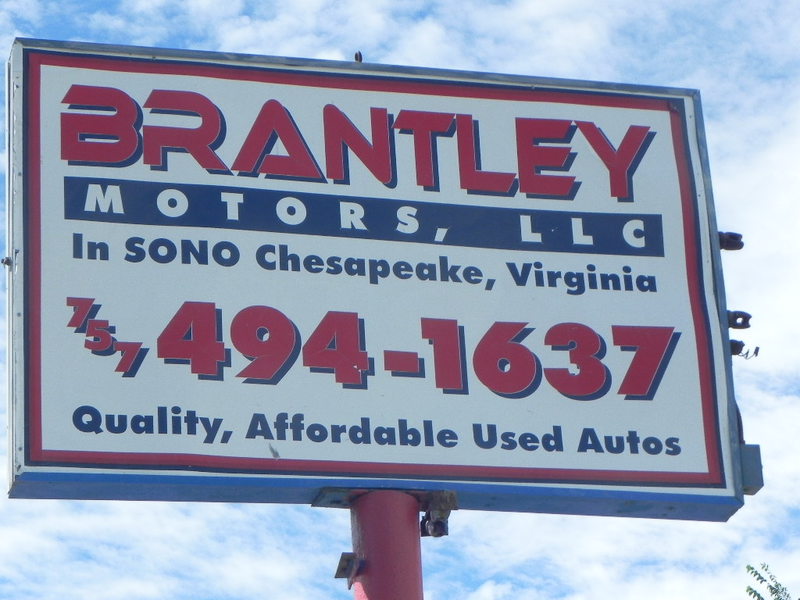 BRANTLEY
MOTORS, LLC
In SONO Chesapeake, Virginia
757 494-1637
Quality, Affordable Used Autos